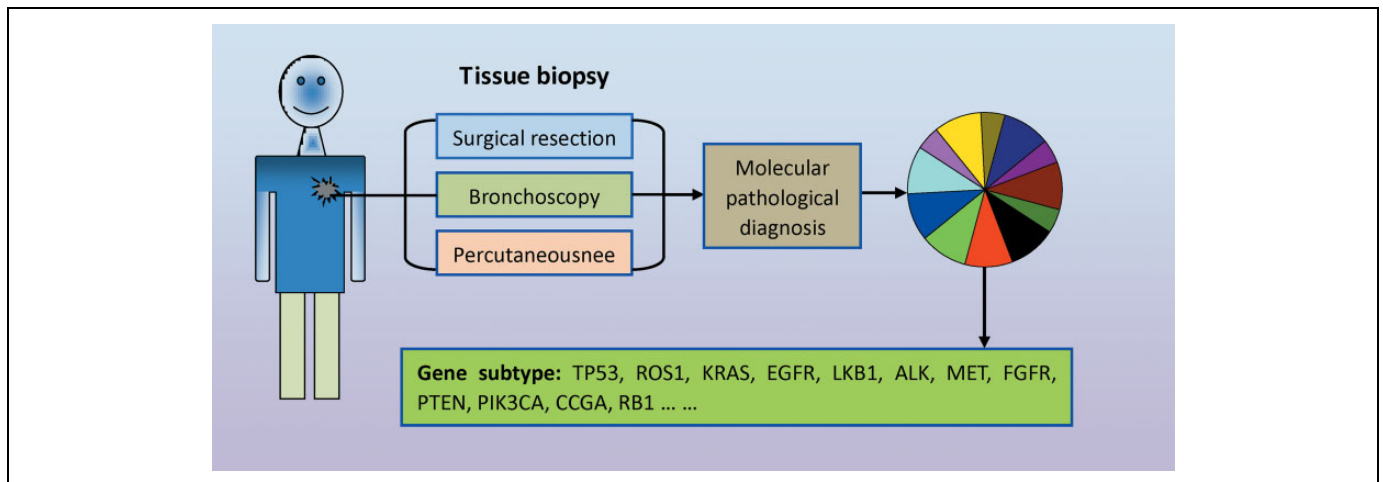 Tissue biopsy
Surgical resection
Bronchoscopy
Percutaneousnee
Molecular
pathological
diagnosis
Gene subtype: TP53, ROS1, KRAS, EGFR, LKB1, ALK, MET, FGFR,
PTEN, PIK3CA, CCGA, RB1 ... ...